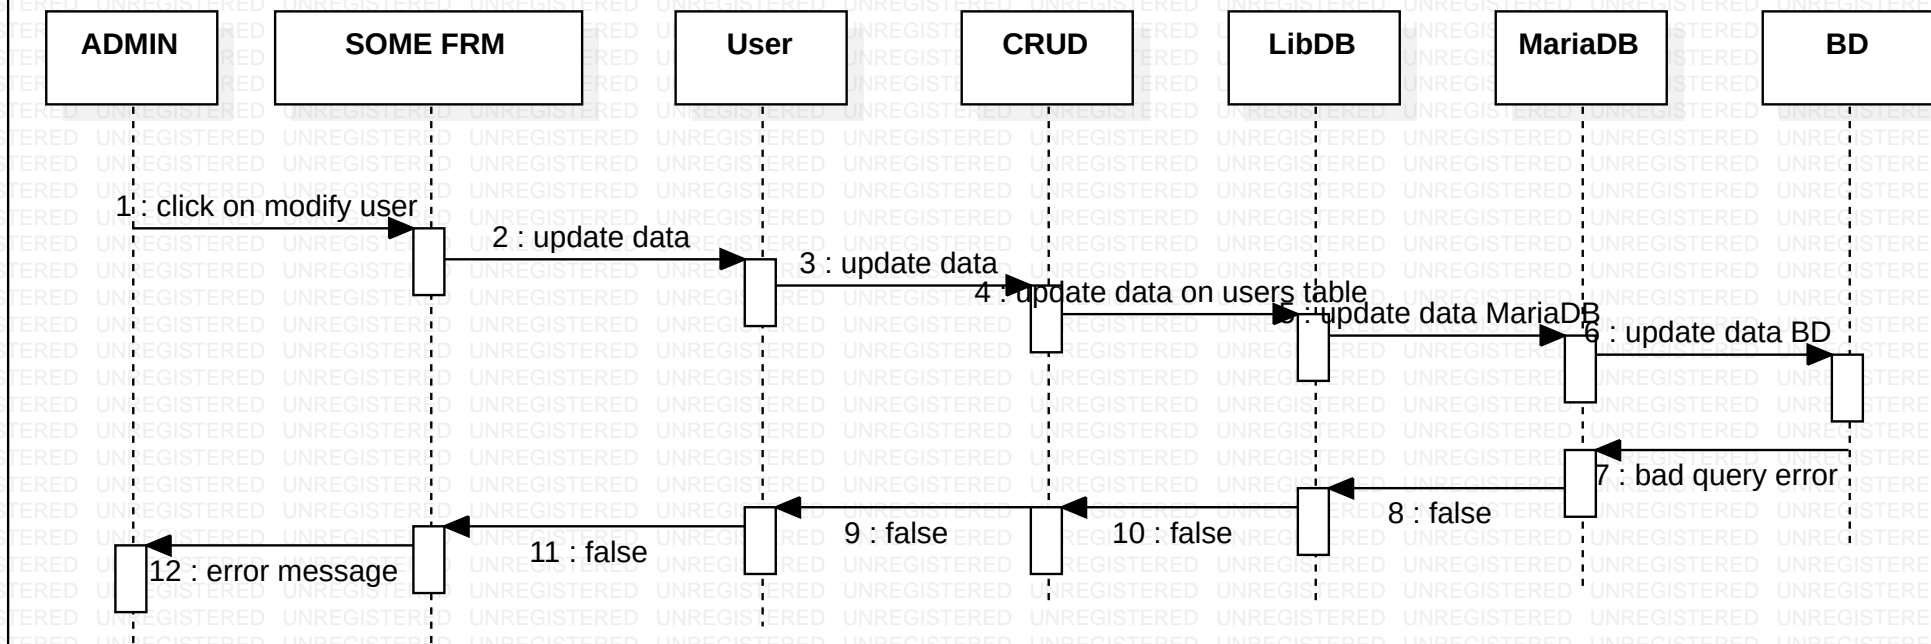 ADMIN
SOME FRM
User
CRUD
LibDB
MariaDB
BD
1 : click on modify user
2 : update data
3 : update data
4 : update data on users table
5 : update data MariaDB
6 : update data BD
7 : bad query error
8 : false
9 : false
10 : false
11 : false
12 : error message
UNREGISTERED